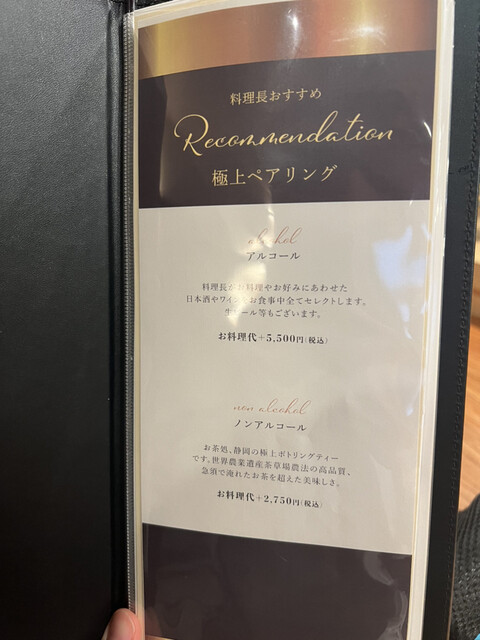 料理長おすすめ
Recommendation
極上ペアリング
alcohol
アルコール
料理長がお料理やお好みにあわせた
日本酒やワインをお食事中全てセレクトします。
生ビール等もございます。
お料理代+5,500円(税込)
non alcohol
ノンアルコール
お茶処、静岡の極上ボトリングティー
です。世界農業遺産茶草場農法の高品質。
急須で淹れたお茶を超えた美味しさ。
お料理代+2,750円(税込)